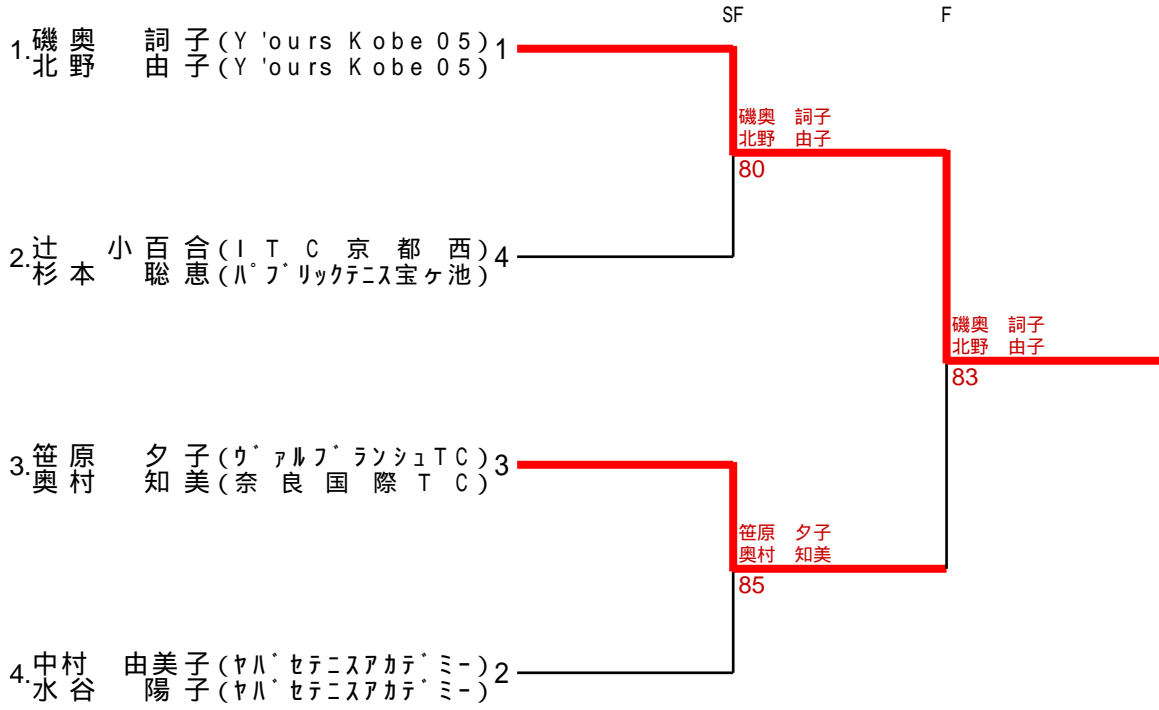 SF F
1.磯奥 詞子(Y'ours Kobe 05)1
北野 由子(Y'ours Kobe 05)
磯奥 詞子
北野 由子
80
2.辻 小百合(ITC京都西)4
杉本 聡恵(パブリックテニス宝ヶ池)
磯奥 詞子
北野 由子
83
3.笹原 夕子(ヴァルブランシュTC)3
奥村 知美(奈良国際TC)
笹原 夕子
奥村 知美
85
4.中村 由美子(ヤバセテニスアカデミー)2
水谷 陽子(ヤバセテニスアカデミー)